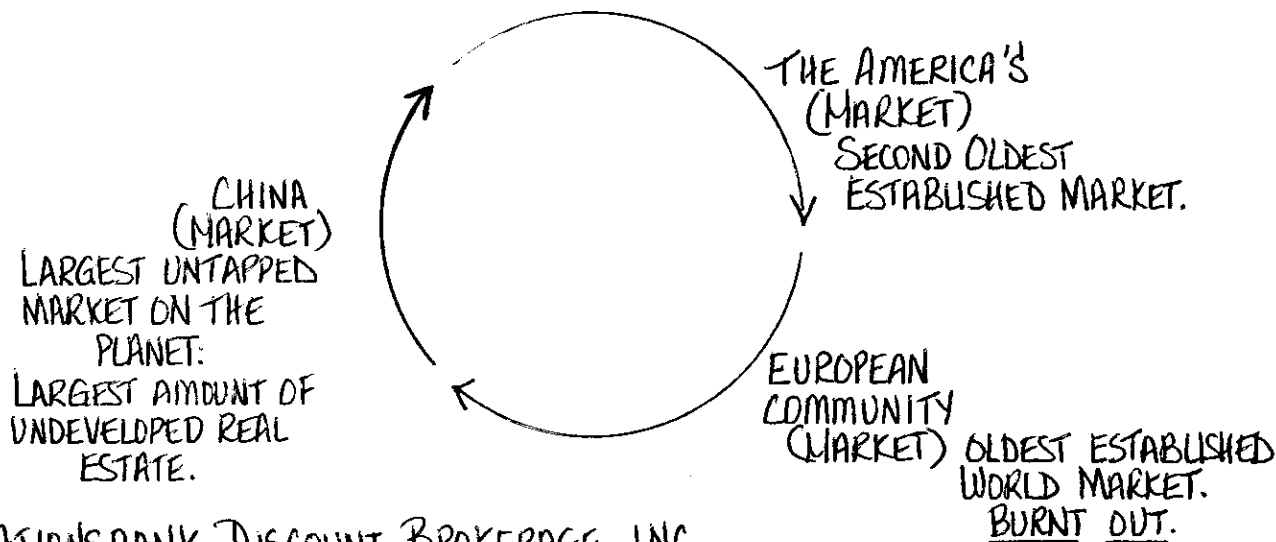 THE AMERICA'S
(MARKET)
SECOND OLDEST
ESTABLISHED MARKET.
CHINA
(MARKET)
LARGEST UNTAPPED
MARKET ON THE
PLANET:
LARGEST AMOUNT OF
UNDEVELOPED REAL
ESTATE.
EUROPEAN
COMMUNITY
(MARKET) OLDEST ESTABLISHED
WORLD MARKET.
BURNT OUT.
DISCOUNT BROKERAGE, INC.